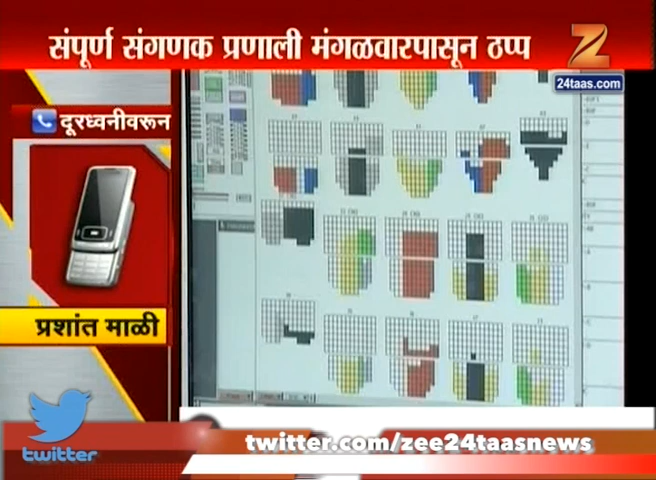 संपूर्ण संगणक प्रणाली मंगळवारपासून ठप्प
24taas.com
दूरध्वनीवरून
प्रशांत माळी
twitter
twitter.com/zee24taasnews